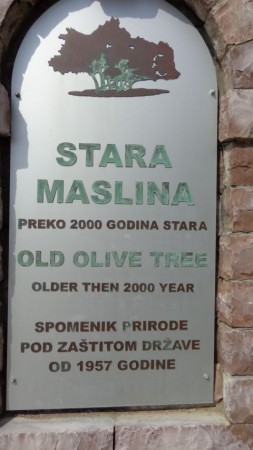 STARA
MASLINA
PREKO 2000 GODINA STARA
OLD OLIVE TREE
OLDER THEN 2000 YEAR
SPOMENIK PRIRODE
POD ZAŠTITOM DRŽAVE
OD 1957 GODINE